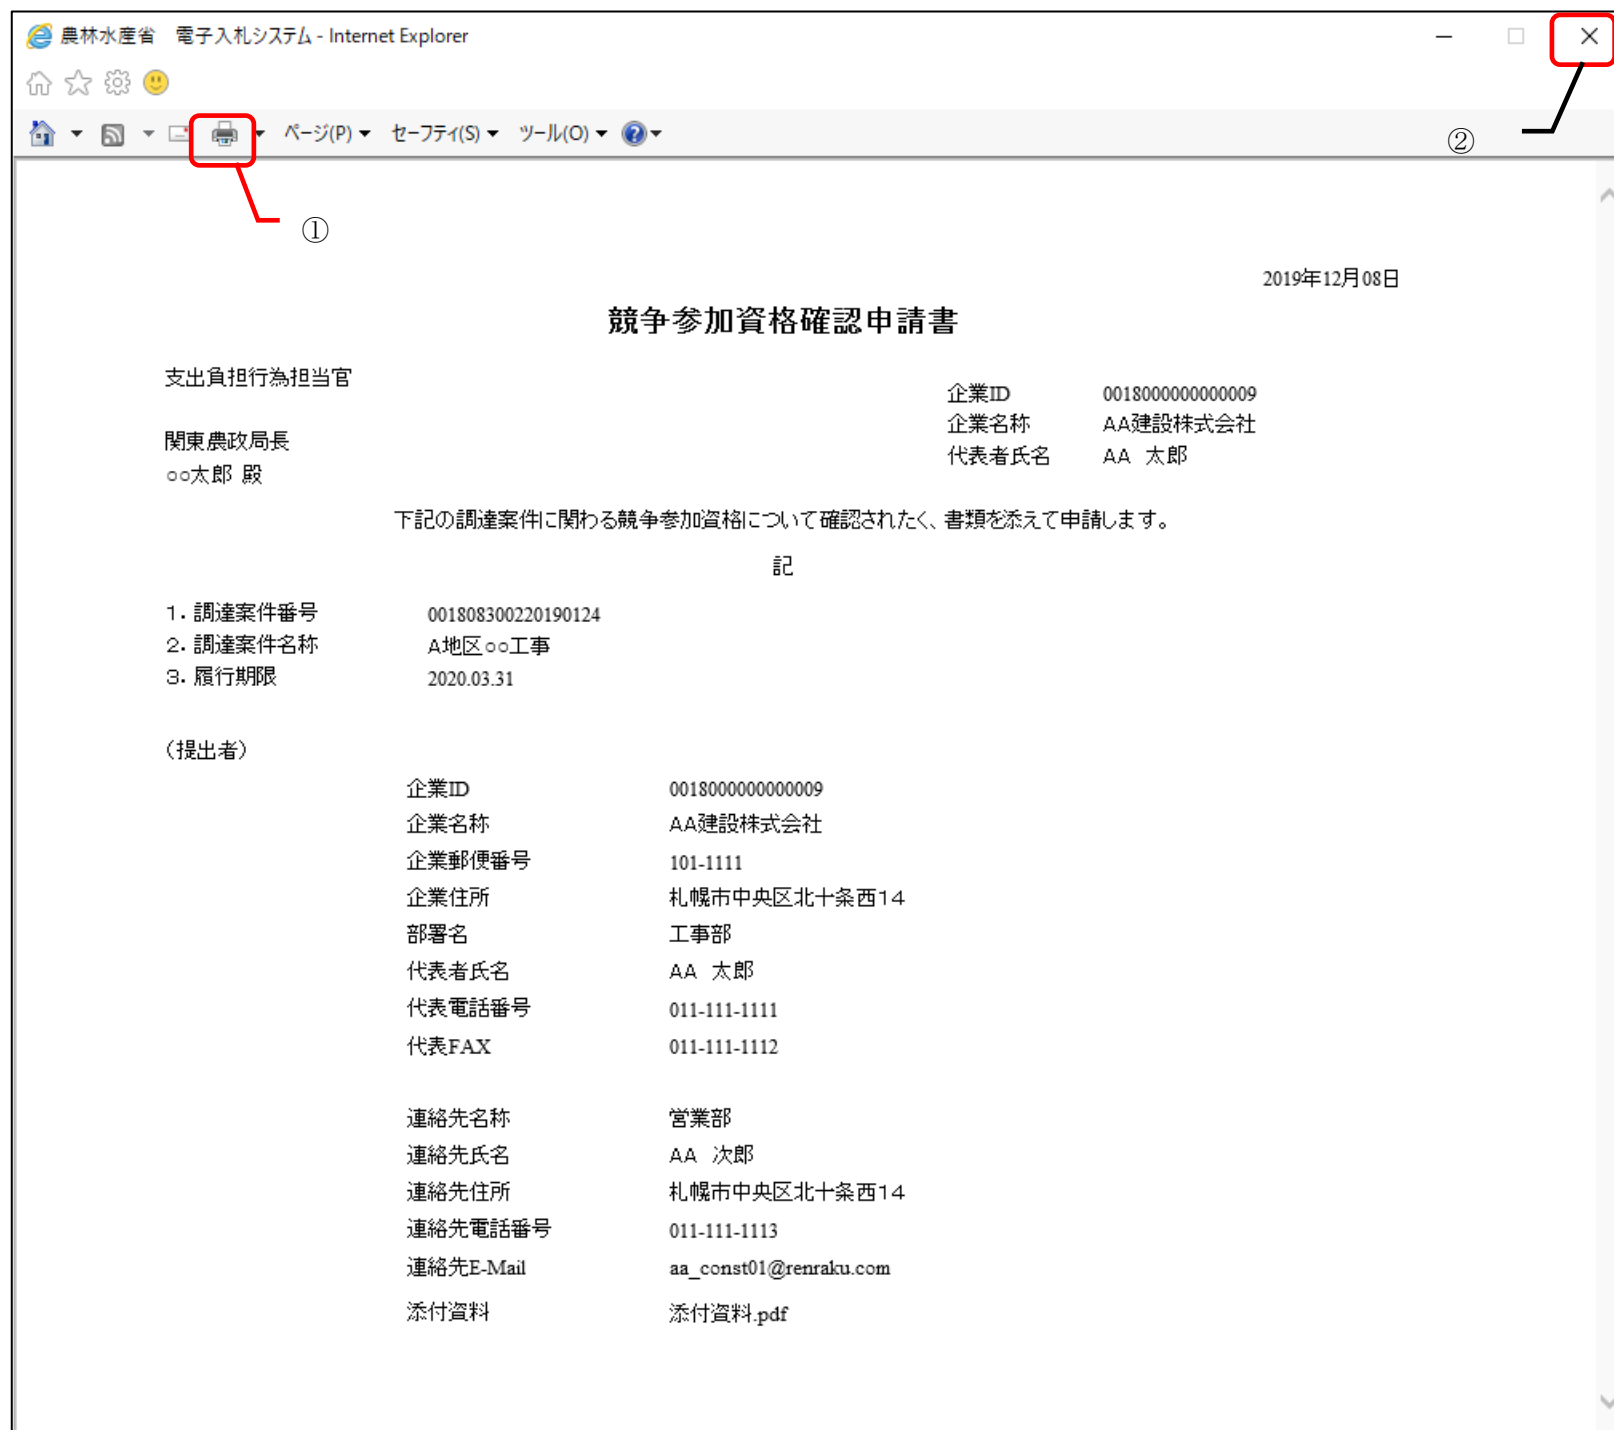 農林水産省　電子入札システム - Internet Explorer
ページ(P) セーフティ(S) ツール(O)
②
①
2019年12月08日
競争参加資格確認申請書
支出負担行為担当官
企業ID 0018000000000009
企業名称 AA建設株式会社
関東農政局長
代表者氏名 AA　太郎
○○太郎 殿
下記の調達案件に関わる競争参加資格について確認されたく、書類を添えて申請します。
記
１．調達案件番号 001808300220190124
２．調達案件名称 A地区○○工事
３．履行期限 2020.03.31
（提出者）
企業ID 0018000000000009
企業名称 AA建設株式会社
企業郵便番号 101-1111
企業住所 札幌市中央区北十条西１４
部署名 工事部
代表者氏名 AA　太郎
代表電話番号 011-111-1111
代表FAX 011-111-1112
連絡先名称 営業部
連絡先氏名 AA　次郎
連絡先住所 札幌市中央区北十条西１４
連絡先電話番号 011-111-1113
連絡先E-Mail aa_const01@renraku.com
添付資料 添付資料.pdf